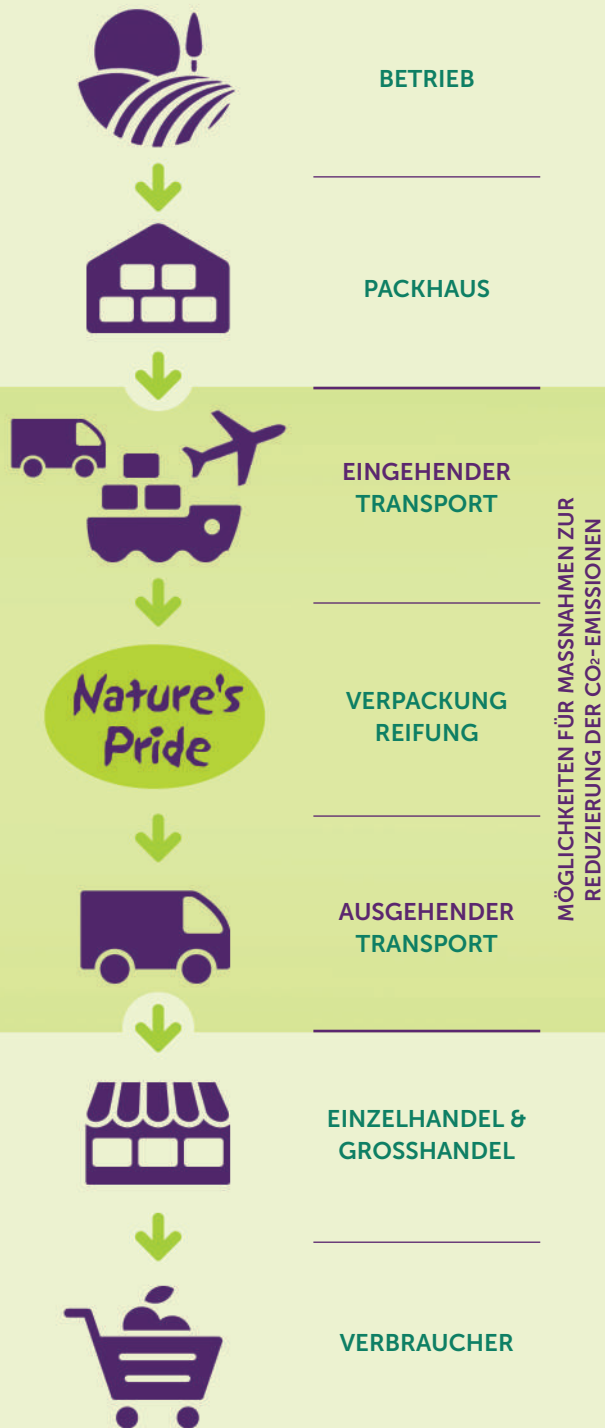 BETRIEB
PACKHAUS
EINGEHENDER
TRANSPORT
Nature's
Pride
VERPACKUNG
REIFUNG
AUSGEHENDER
TRANSPORT
MÖGLICHKEITEN FÜR MASSNAHMEN ZUR
REDUZIERUNG DER CO₂-EMISSIONEN
EINZELHANDEL &
GROSSHANDEL
VERBRAUCHER